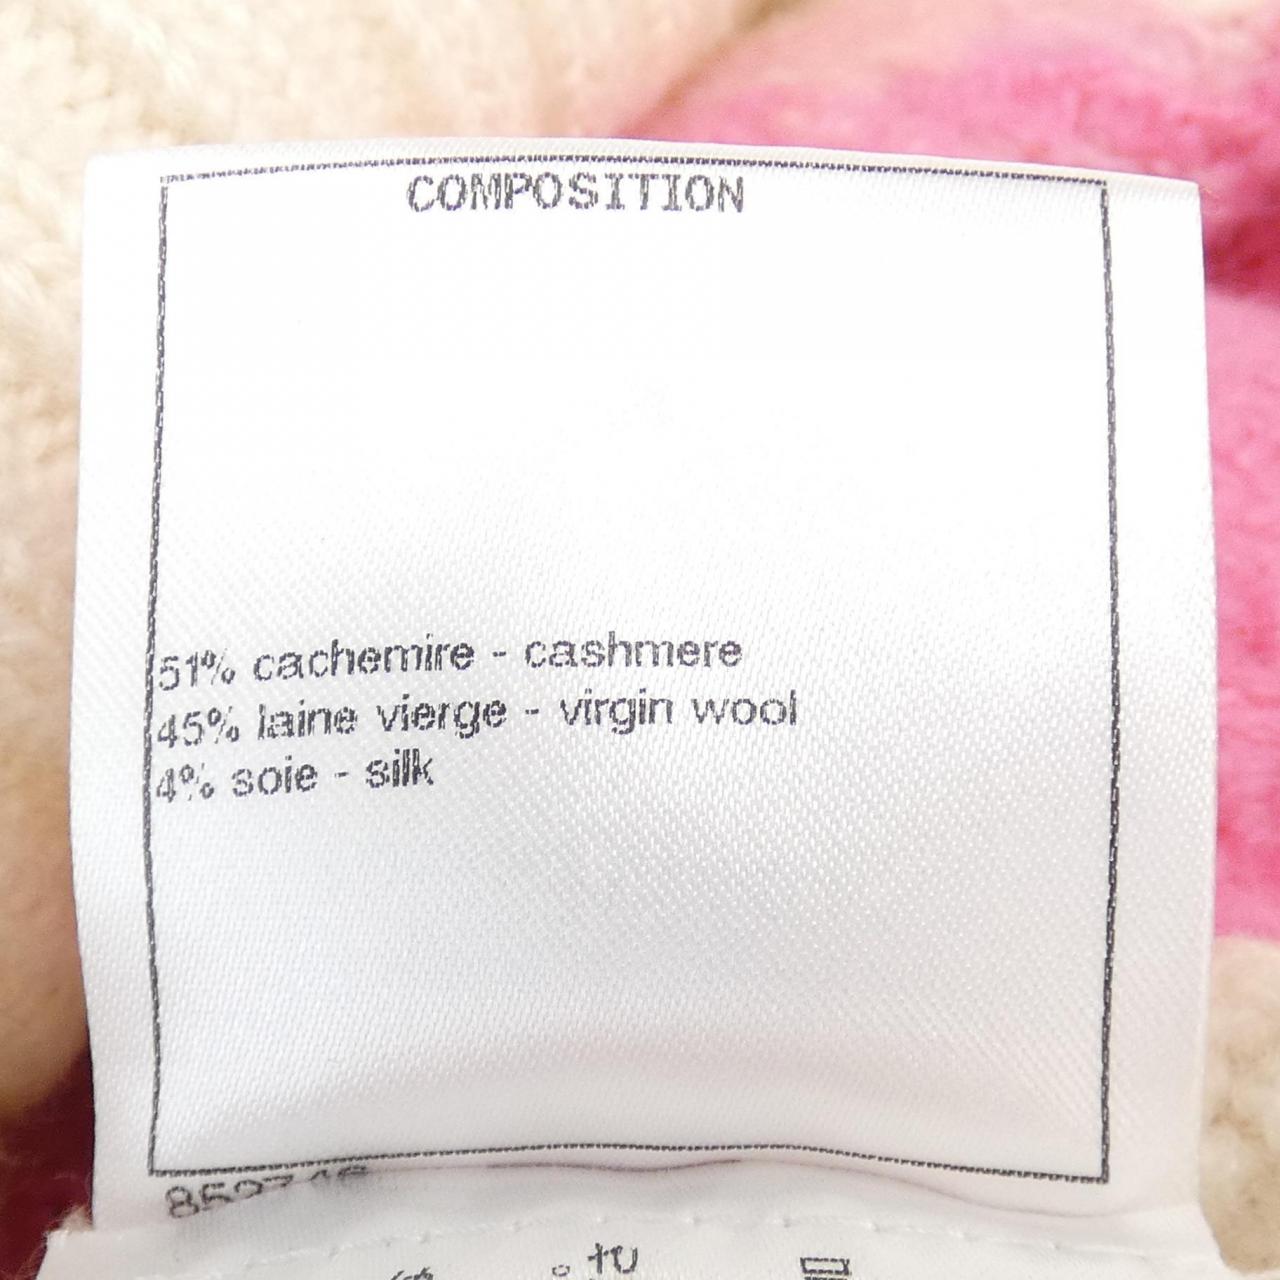 COMPOSITION
51% cachemire - cashmere
45% laine vierge - virgin wool
4% soie - silk